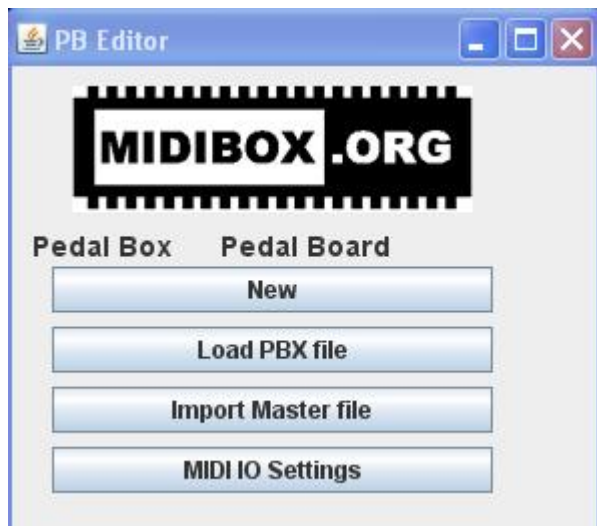 PB Editor
MIDIBOX.ORG
Pedal Box Pedal Board
New
Load PBX file
Import Master file
MIDI IO Settings